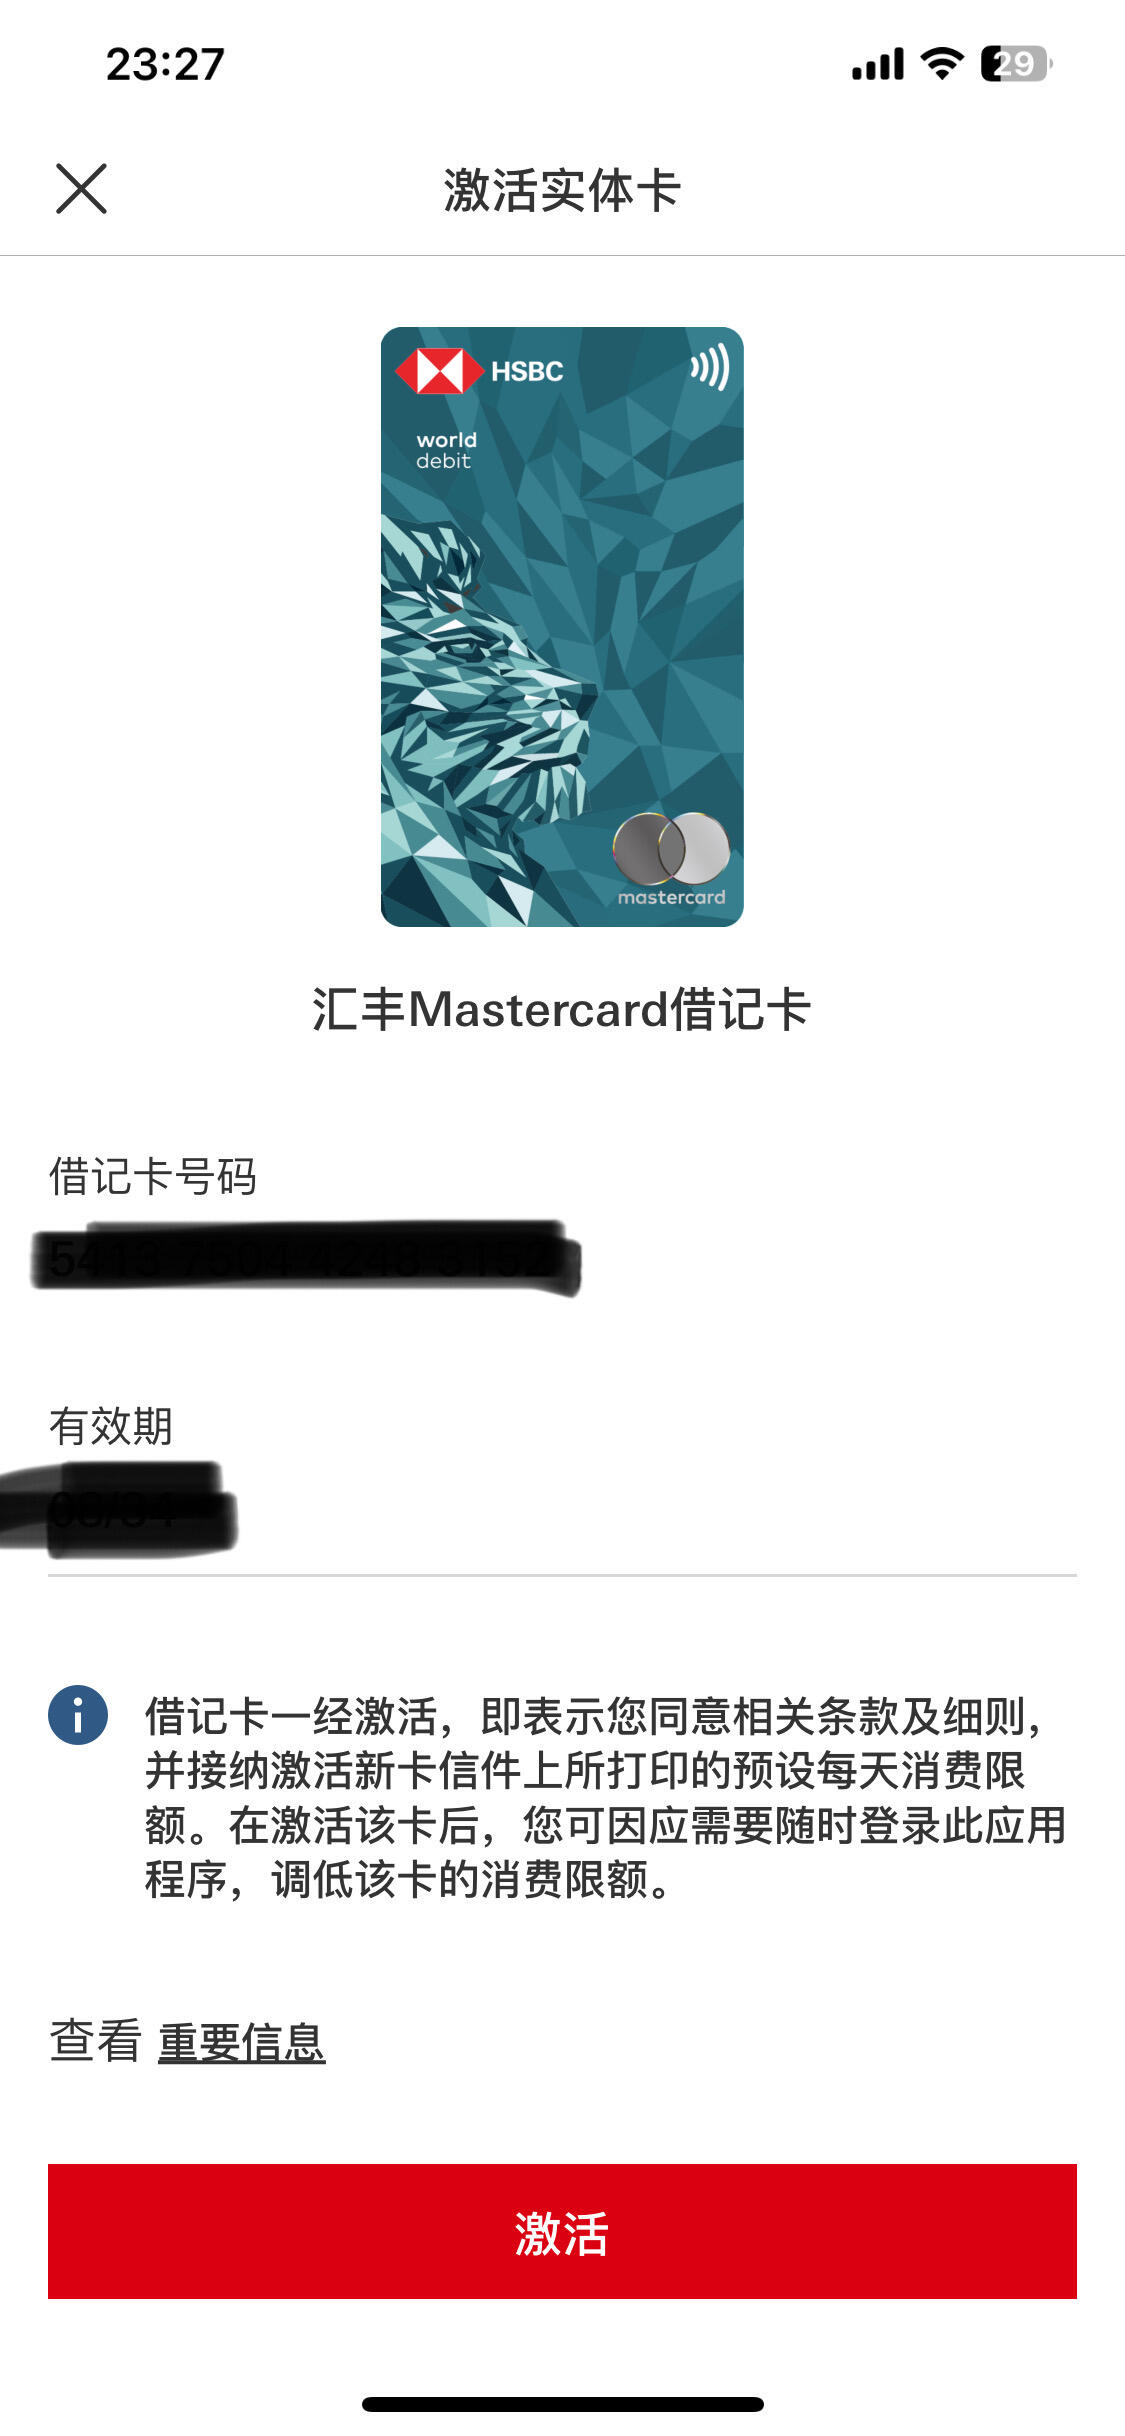 23:27
29
激活实体卡
HSBC
world
debit
mastercard
汇丰Mastercard借记卡
借记卡号码
有效期
借记卡一经激活，即表示您同意相关条款及细则，
并接纳激活新卡信件上所打印的预设每天消费限
额。在激活该卡后，您可因应需要随时登录此应用
程序，调低该卡的消费限额。
查看 重要信息
激活